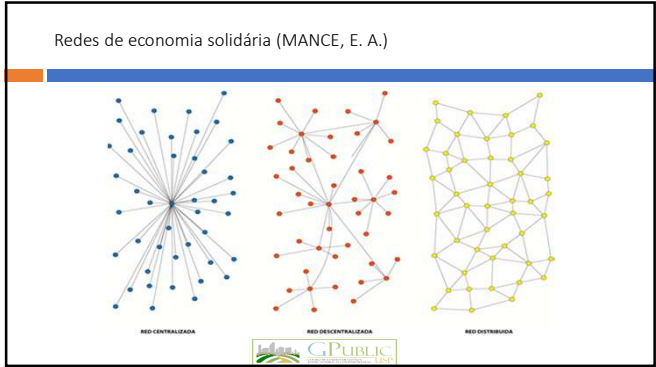 Redes de economia solidária (MANCE, E. A.)
RED CENTRALIZADA
RED DESCENTRALIZADA
RED DISTRIBUIDA
GPUBLIC
USP